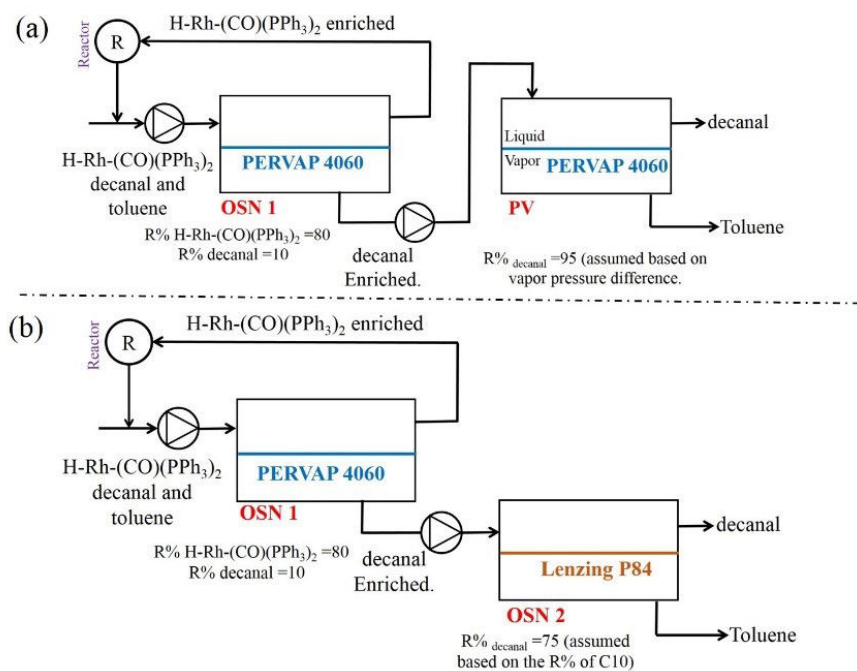 (a)
H-Rh-(CO)(PPh3)2 enriched
Reactor
R
PERVAP 4060
OSN 1
H-Rh-(CO)(PPh3)2
decanal and
toluene
R% H-Rh-(CO)(PPh3)2 =80
R% decanal =10
decanal
Enriched.
Liquid
Vapor
PERVAP 4060
PV
decanal
Toluene
R% decanal =95 (assumed based on
vapor pressure difference.
(b)
H-Rh-(CO)(PPh3)2 enriched
Reactor
R
PERVAP 4060
OSN 1
H-Rh-(CO)(PPh3)2
decanal and
toluene
R% H-Rh-(CO)(PPh3)2 =80
R% decanal =10
decanal
Enriched.
Lenzing P84
OSN 2
decanal
Toluene
R% decanal =75 (assumed
based on the R% of C10)